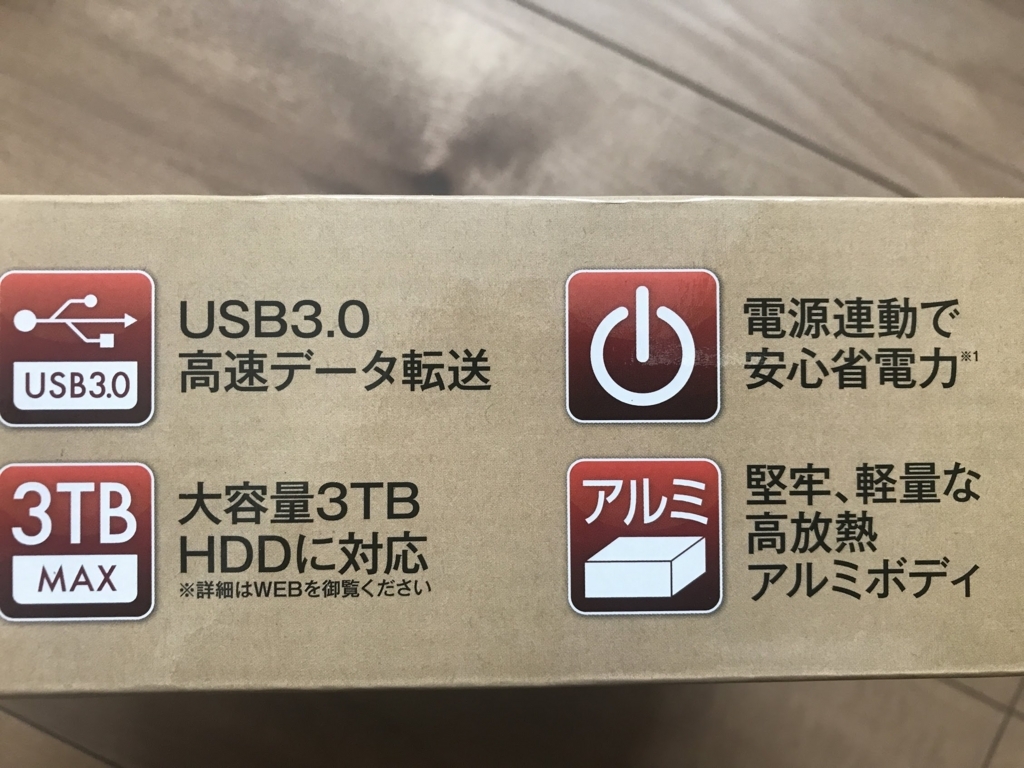 USB3.0
USB3.0
高速データ転送
電源連動で
安心省電力※1
3TB
MAX
大容量3TB
HDDに対応
※詳細はWEBを御覧ください
アルミ
堅牢、軽量な
高放熱
アルミボディ